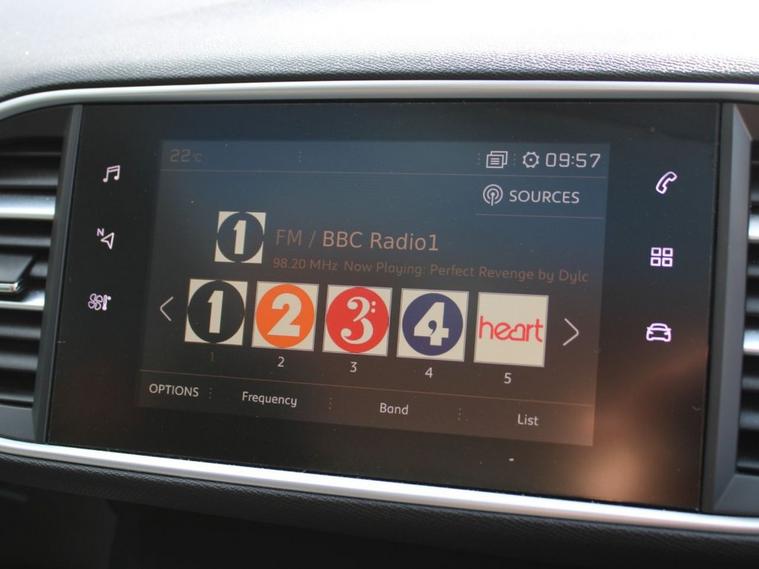 22°C
09:57
SOURCES
1
FM / BBC Radio1
98.20 MHz Now Playing: Perfect Revenge by Dylc
N
1 2 3: 4 heart
1 2 3 4 5
OPTIONS Frequency Band List